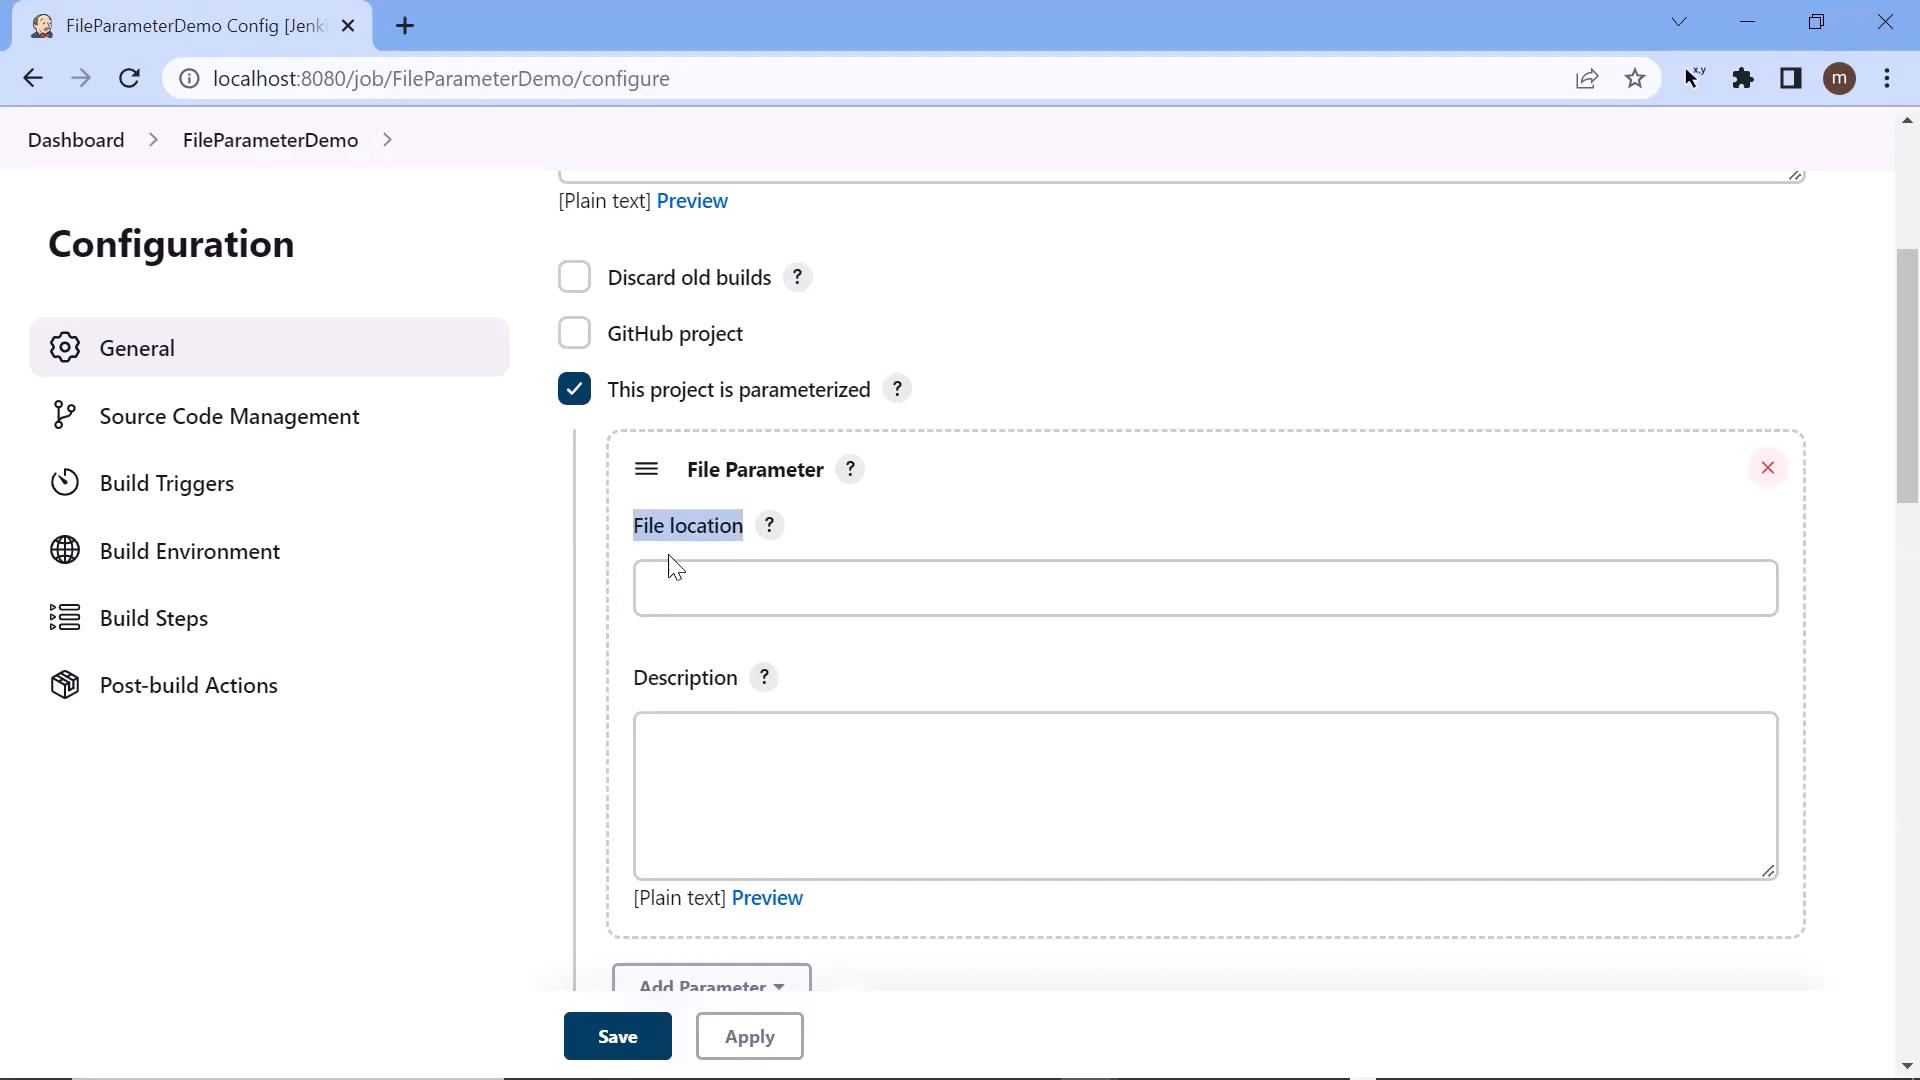 FileParameterDemo Config [Jenki
localhost:8080/job/FileParameterDemo/configure
x,y
m
Dashboard
FileParameterDemo
Configuration
General
Source Code Management
Build Triggers
Build Environment
Build Steps
Post-build Actions
[Plain text] Preview
Discard old builds ?
GitHub project
This project is parameterized ?
File Parameter ?
File location ?
Description ?
[Plain text] Preview
Add Parameter
Save
Apply